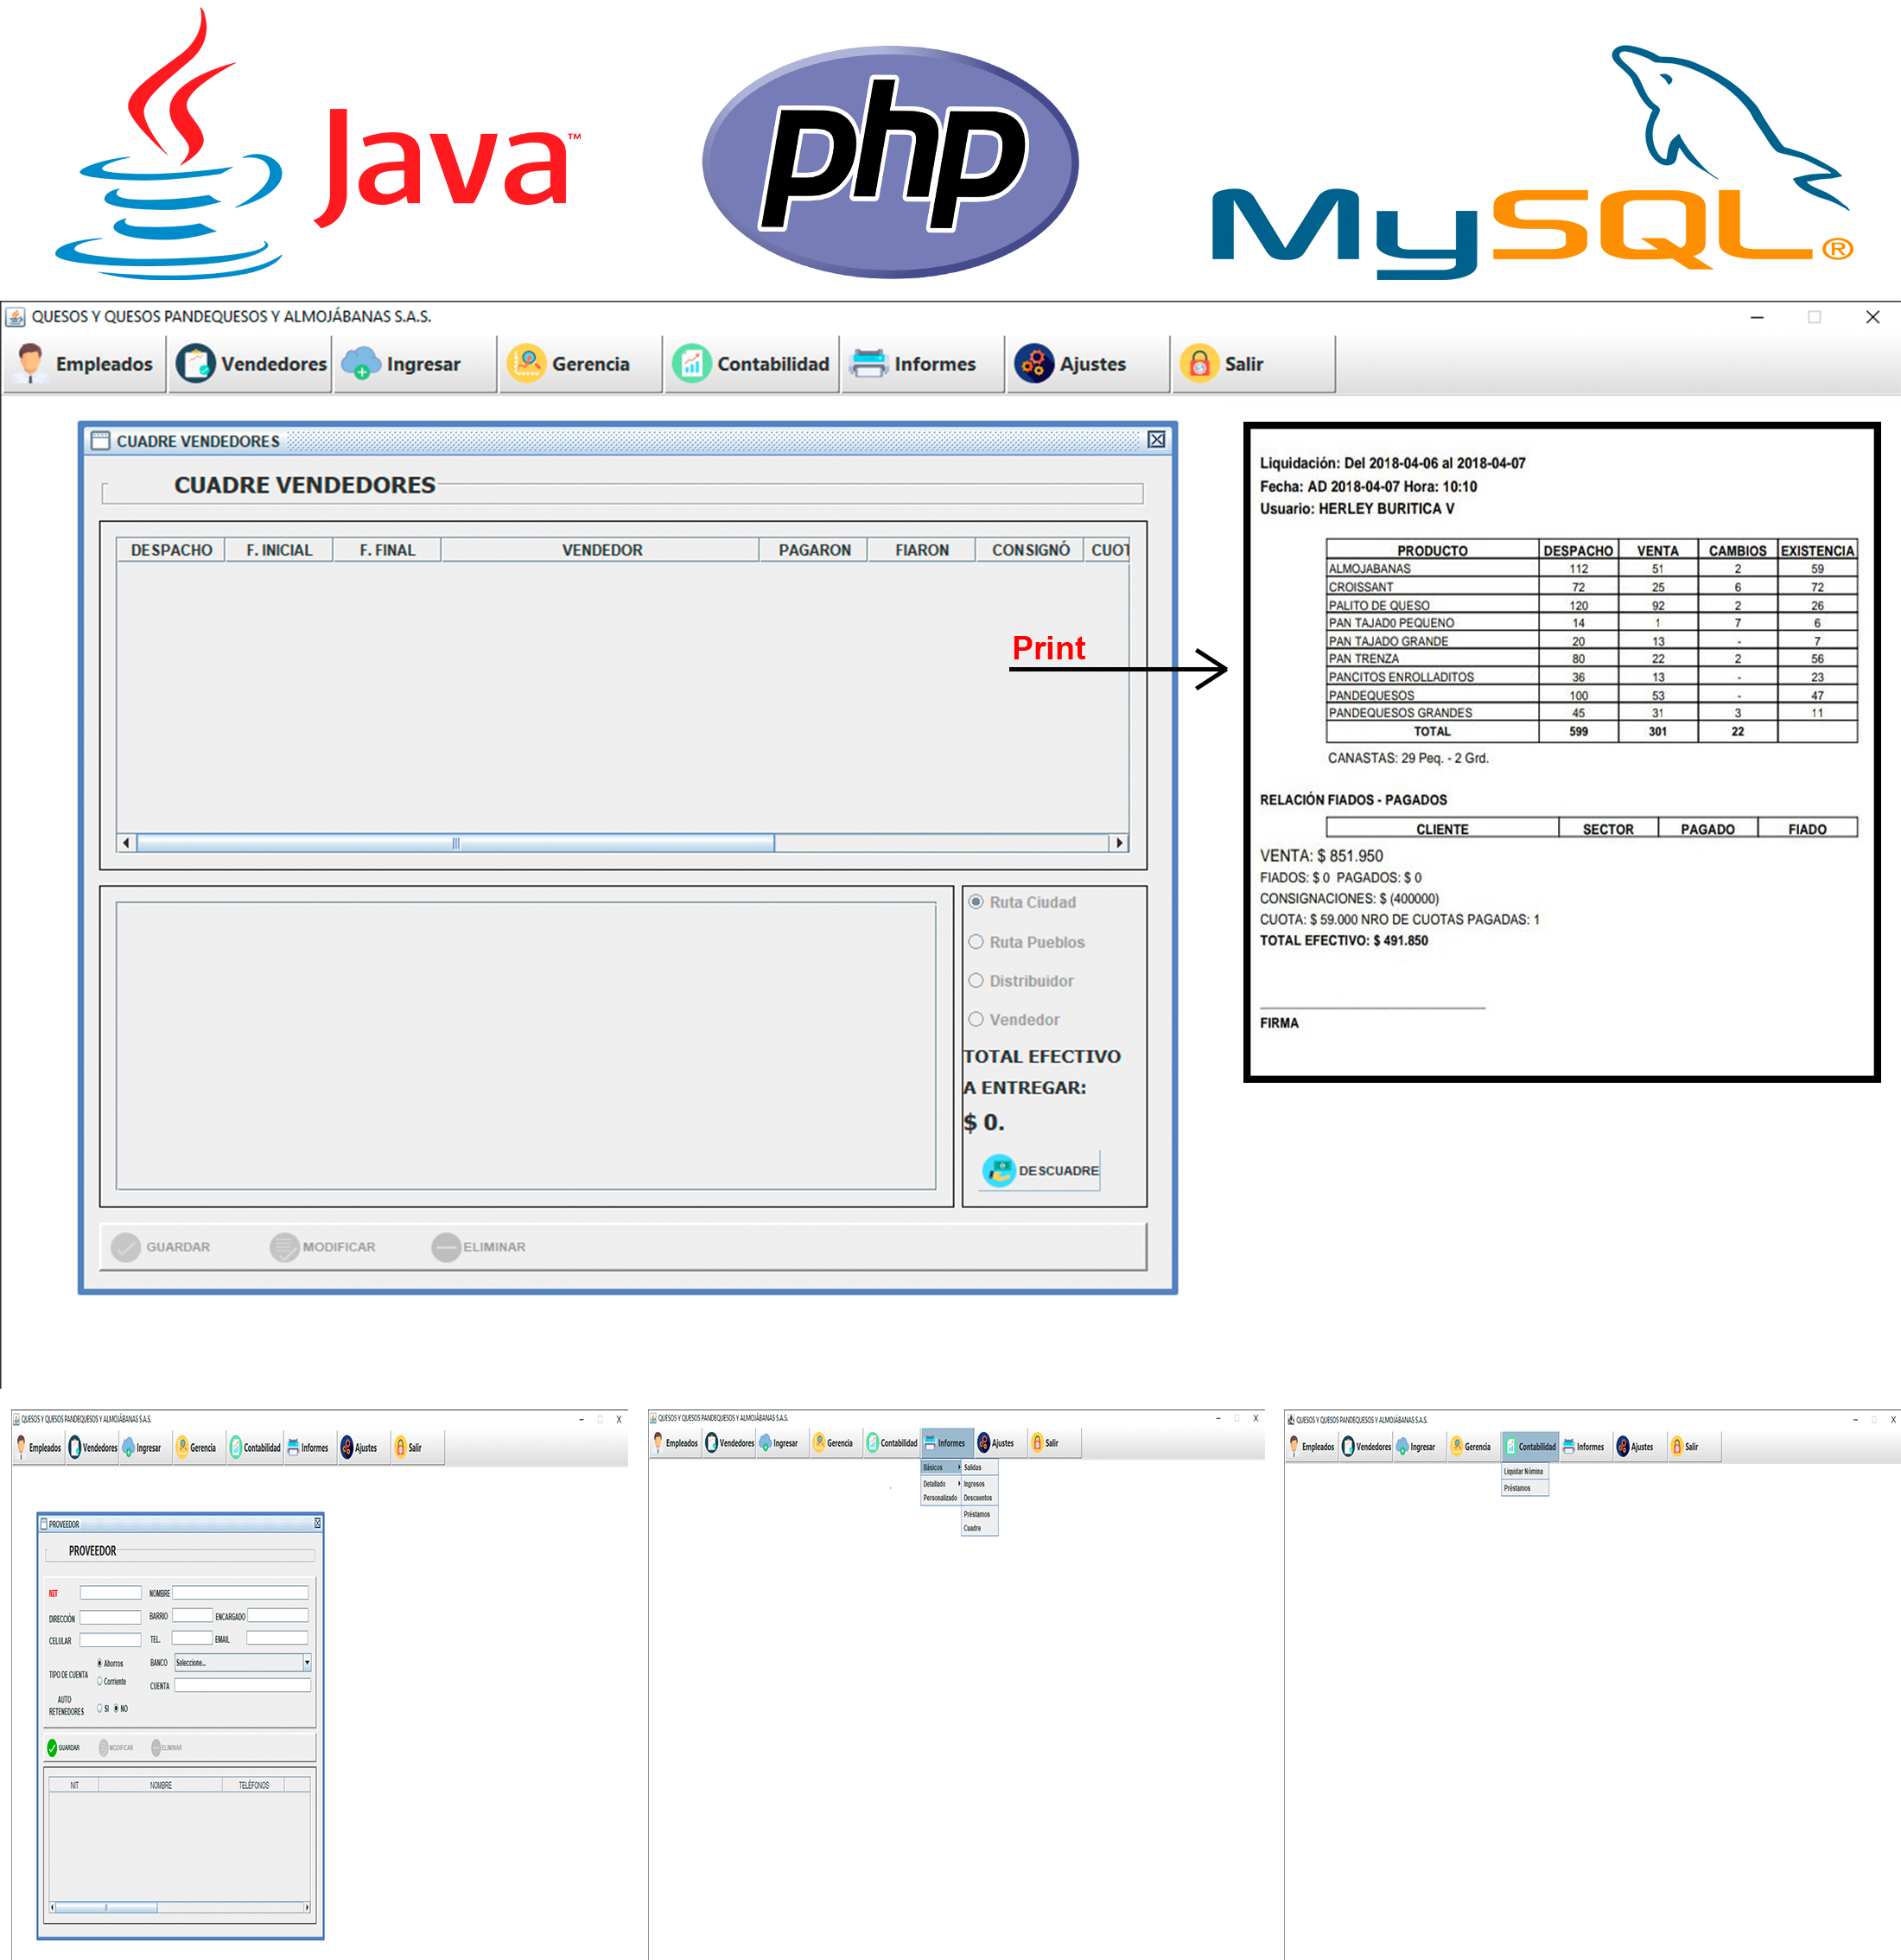 Java™
php
MySQL®
QUESOS Y QUESOS PANDEQUESOS Y ALMOJÁBANAS S.A.S.
Empleados Vendedores Ingresar Gerencia Contabilidad Informes Ajustes Salir
CUADRE VENDEDORES
CUADRE VENDEDORES
DESPACHO F. INICIAL F. FINAL VENDEDOR PAGARON FIARON CONSIGNÓ CUOT
Print
Ruta Ciudad
Ruta Pueblos
Distribuidor
Vendedor
TOTAL EFECTIVO
A ENTREGAR:
$ 0.
DESCUADRE
GUARDAR MODIFICAR ELIMINAR
Liquidación: Del 2018-04-06 al 2018-04-07
Fecha: AD 2018-04-07 Hora: 10:10
Usuario: HERLEY BURITICA V
PRODUCTO DESPACHO VENTA CAMBIOS EXISTENCIA
ALMOJABANAS 112 51 2 59
CROISSANT 72 25 6 72
PALITO DE QUESO 120 92 2 26
PAN TAJAD0 PEQUENO 14 1 7 6
PAN TAJADO GRANDE 20 13 - 7
PAN TRENZA 80 22 2 56
PANCITOS ENROLLADITOS 36 13 - 23
PANDEQUESOS 100 53 - 47
PANDEQUESOS GRANDES 45 31 3 11
TOTAL 599 301 22
CANASTAS: 29 Peq. - 2 Grd.
RELACIÓN FIADOS - PAGADOS
CLIENTE SECTOR PAGADO FIADO
VENTA: $ 851.950
FIADOS: $ 0 PAGADOS: $ 0
CONSIGNACIONES: $ (400000)
CUOTA: $ 59.000 NRO DE CUOTAS PAGADAS: 1
TOTAL EFECTIVO: $ 491.850
FIRMA
QUESOS Y QUESOS PANDEQUESOS Y ALMOJÁBANAS S.A.S.
Empleados Vendedores Ingresar Gerencia Contabilidad Informes Ajustes Salir
PROVEEDOR
PROVEEDOR
NIT NOMBRE
DIRECCIÓN BARRIO ENCARGADO
CELULAR TEL. EMAIL
TIPO DE CUENTA Ahorros Corriente BANCO Seleccione...
CUENTA
AUTO
RETENEDORES SI NO
GUARDAR MODIFICAR ELIMINAR
NIT NOMBRE TELÉFONOS
QUESOS Y QUESOS PANDEQUESOS Y ALMOJÁBANAS S.A.S.
Empleados Vendedores Ingresar Gerencia Contabilidad Informes Ajustes Salir
Básicos Salidas
Detallado Ingresos
Personalizado Descuentos
Préstamos
Cuadre
QUESOS Y QUESOS PANDEQUESOS Y ALMOJÁBANAS S.A.S.
Empleados Vendedores Ingresar Gerencia Contabilidad Informes Ajustes Salir
Liquidar Nómina
Préstamos